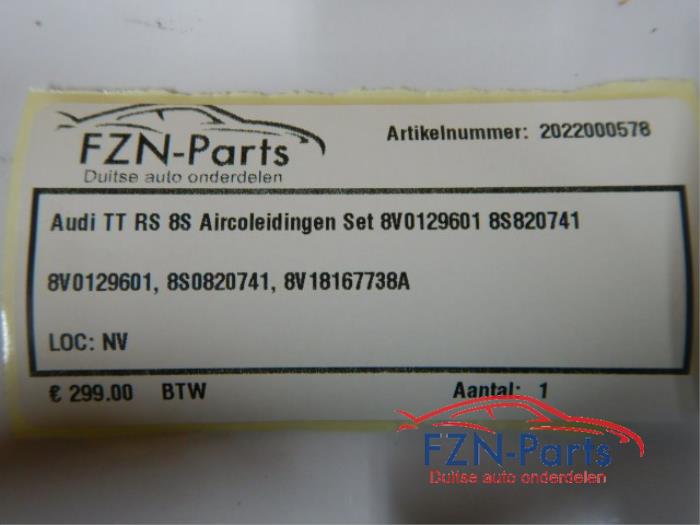 FZN-Parts
Duitse auto onderdelen
Artikelnummer: 2022000578
Audi TT RS 8S Aircoleidingen Set 8V0129601 8S820741
8V0129601, 8S0820741, 8V18167738A
LOC: NV
€ 299.00 BTW Aantal: 1
FZN-Parts
Duitse auto onderdelen